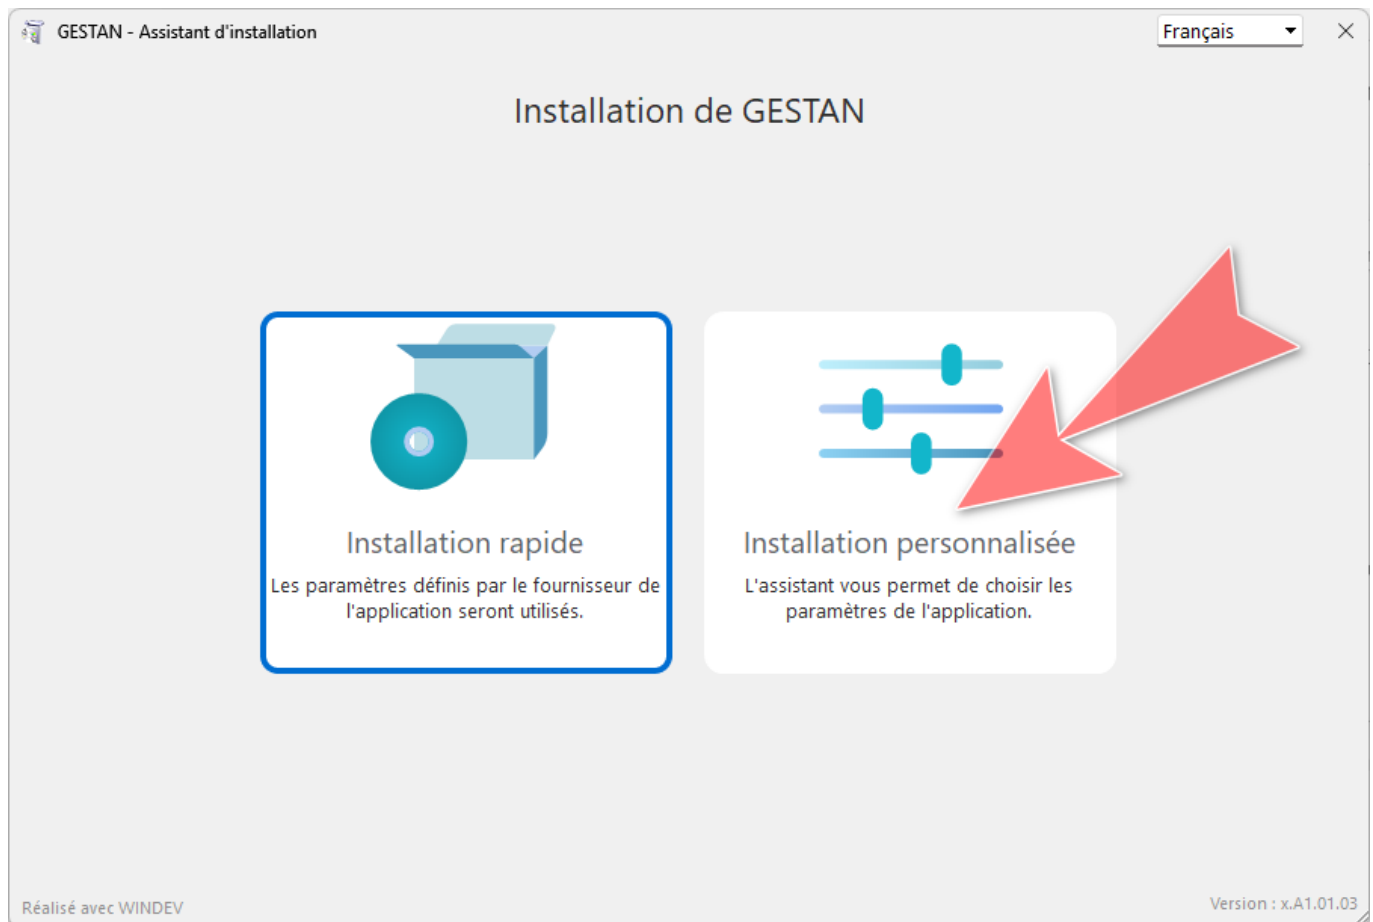 GESTAN - Assistant d'installation
Français
Installation de GESTAN
Installation rapide
Les paramètres définis par le fournisseur de
l'application seront utilisés.
Installation personnalisée
L'assistant vous permet de choisir les
paramètres de l'application.
Réalisé avec WINDEV
Version : x.A1.01.03